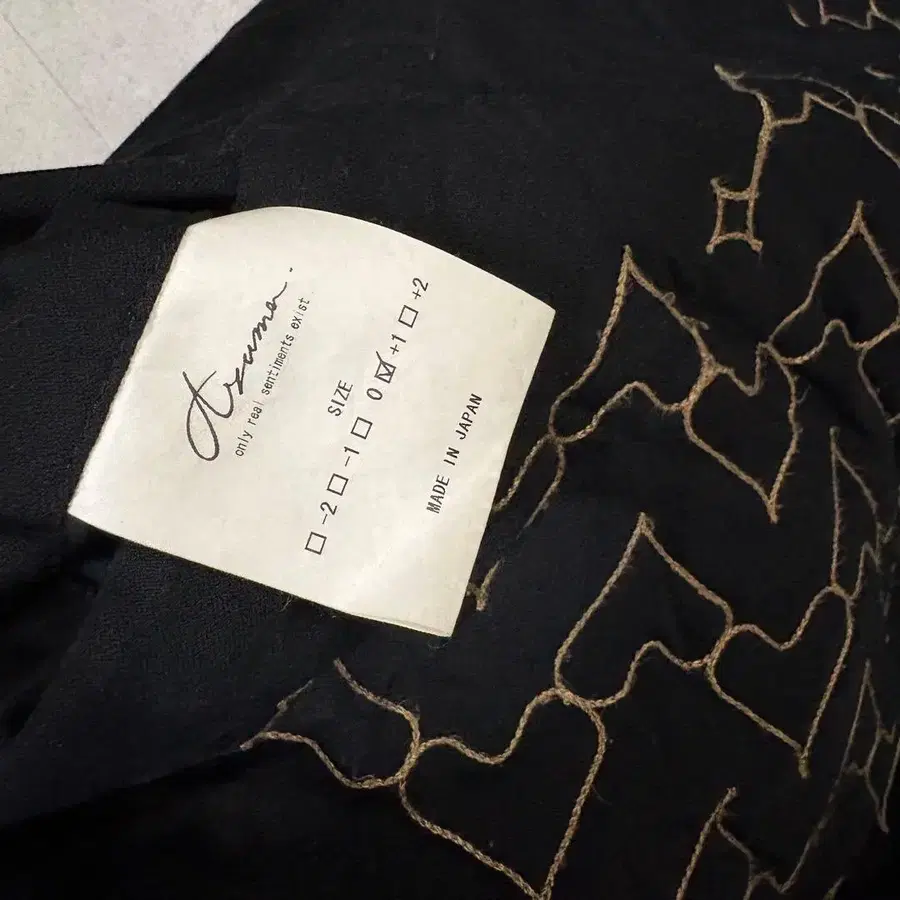 Azuma.
only real sentiments exist
SIZE
☐ -2 ☐ -1 ☐ 0 ☑ +1 ☐ +2
MADE IN JAPAN